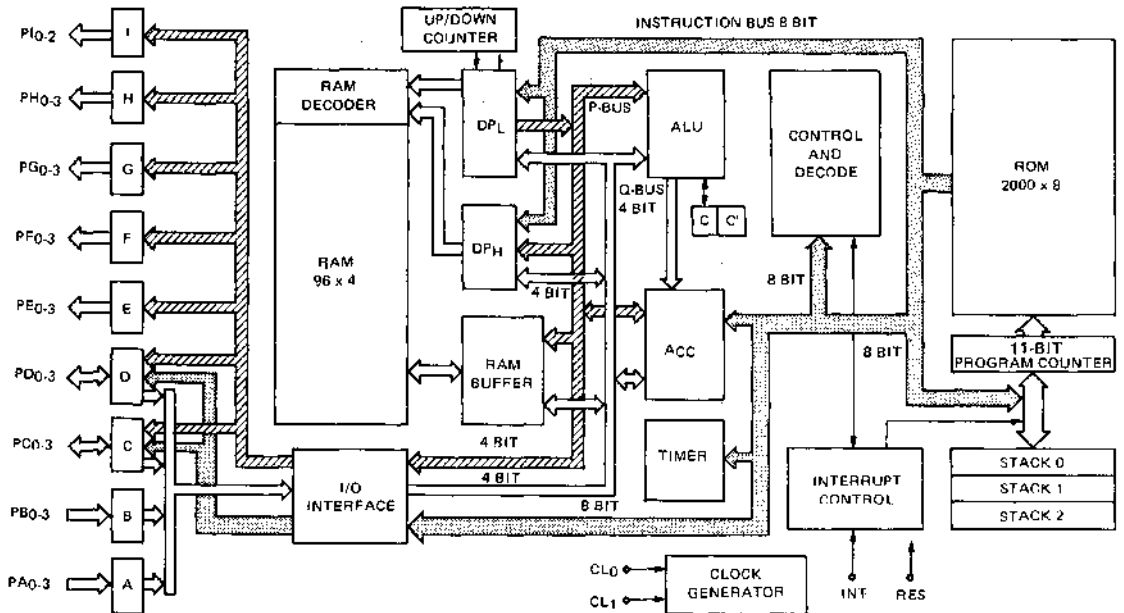 PI0-2
I
PH0-3
H
PG0-3
G
PF0-3
F
PE0-3
E
PD0-3
D
PC0-3
C
PB0-3
B
PA0-3
A
UP/DOWN
COUNTER
INSTRUCTION BUS 8 BIT
RAM
DECODER
RAM
96 x 4
DPL
DPH
4 BIT
RAM
BUFFER
4 BIT
4 BIT
8 BIT
I/O
INTERFACE
P-BUS
ALU
Q-BUS
4 BIT
C
C'
ACC
TIMER
CONTROL
AND
DECODE
8 BIT
8 BIT
ROM
2000 x 8
11-BIT
PROGRAM COUNTER
STACK 0
STACK 1
STACK 2
INTERRUPT
CONTROL
INT
RES
CL0
CL1
CLOCK
GENERATOR